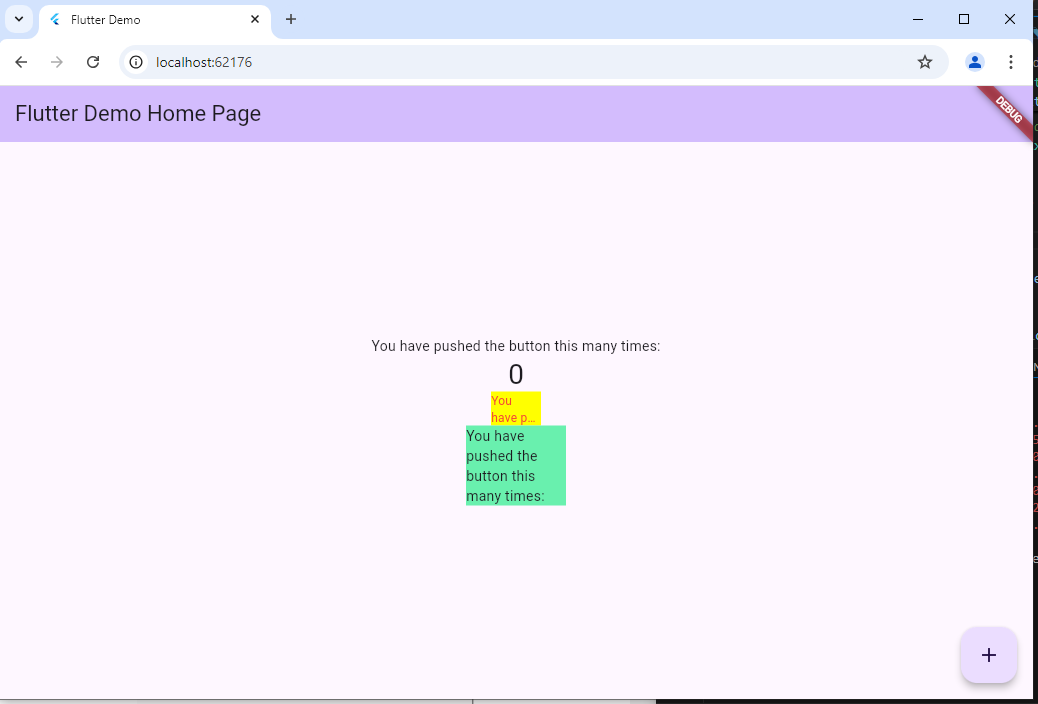 Flutter Demo
localhost:62176
Flutter Demo Home Page
DEBUG
You have pushed the button this many times:
0
You
have p…
You have
pushed the
button this
many times: